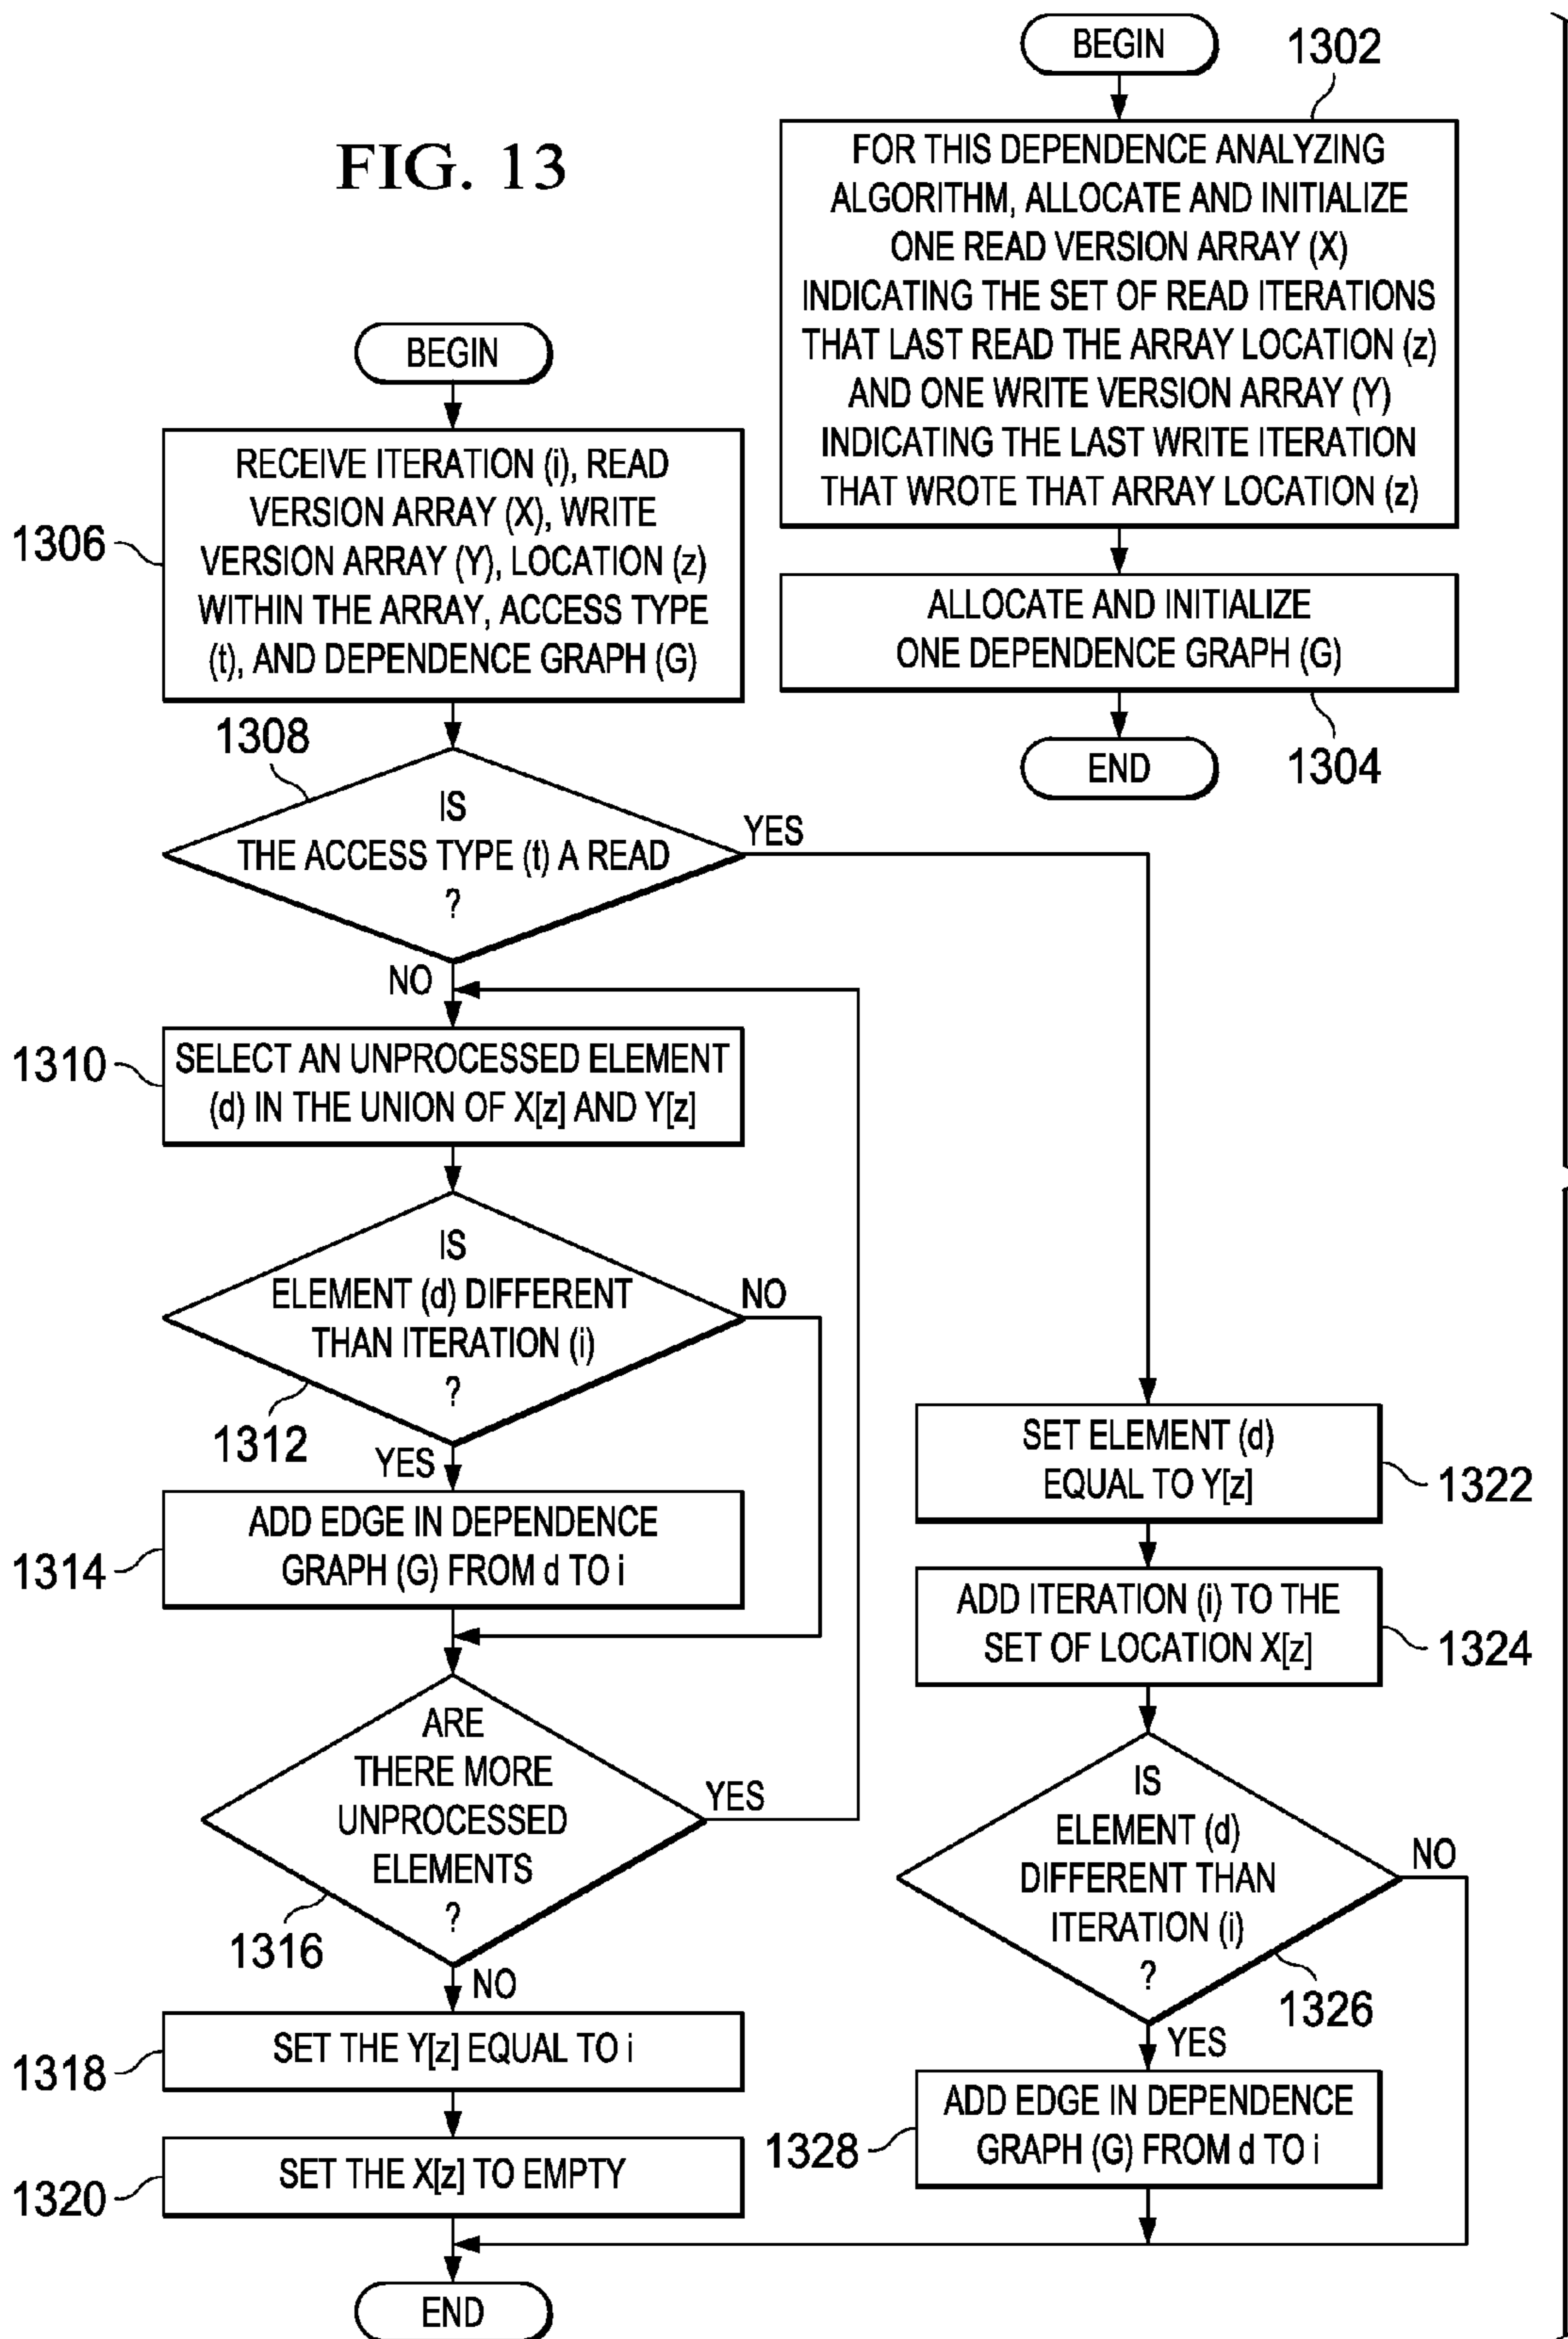 FIG. 13
BEGIN
1302
FOR THIS DEPENDENCE ANALYZING
ALGORITHM, ALLOCATE AND INITIALIZE
ONE READ VERSION ARRAY (X)
INDICATING THE SET OF READ ITERATIONS
THAT LAST READ THE ARRAY LOCATION (z)
AND ONE WRITE VERSION ARRAY (Y)
INDICATING THE LAST WRITE ITERATION
THAT WROTE THAT ARRAY LOCATION (z)
ALLOCATE AND INITIALIZE
ONE DEPENDENCE GRAPH (G)
1304
END
BEGIN
1306
RECEIVE ITERATION (i), READ
VERSION ARRAY (X), WRITE
VERSION ARRAY (Y), LOCATION (z)
WITHIN THE ARRAY, ACCESS TYPE
(t), AND DEPENDENCE GRAPH (G)
1308
IS
THE ACCESS TYPE (t) A READ
?
YES
NO
1310
SELECT AN UNPROCESSED ELEMENT
(d) IN THE UNION OF X[z] AND Y[z]
IS
ELEMENT (d) DIFFERENT
THAN ITERATION (i)
?
NO
1312
YES
1314
ADD EDGE IN DEPENDENCE
GRAPH (G) FROM d TO i
ARE
THERE MORE
UNPROCESSED
ELEMENTS
?
YES
1316
NO
1318
SET THE Y[z] EQUAL TO i
1320
SET THE X[z] TO EMPTY
SET ELEMENT (d)
EQUAL TO Y[z]
1322
ADD ITERATION (i) TO THE
SET OF LOCATION X[z]
1324
IS
ELEMENT (d)
DIFFERENT THAN
ITERATION (i)
?
NO
1326
YES
1328
ADD EDGE IN DEPENDENCE
GRAPH (G) FROM d TO i
END